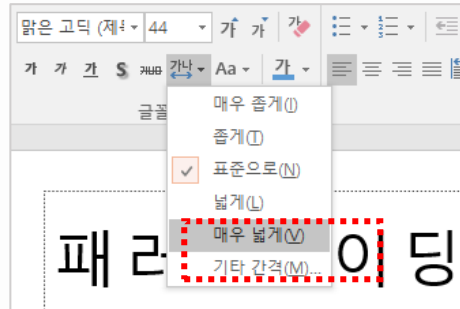 맑은 고딕 (제목 44 가 가 가
가 가 가 S 가나 Aa 가
글꼴
매우 좁게(I)
좁게(T)
표준으로(N)
넓게(L)
매우 넓게(V)
기타 간격(M)...
패 이딩